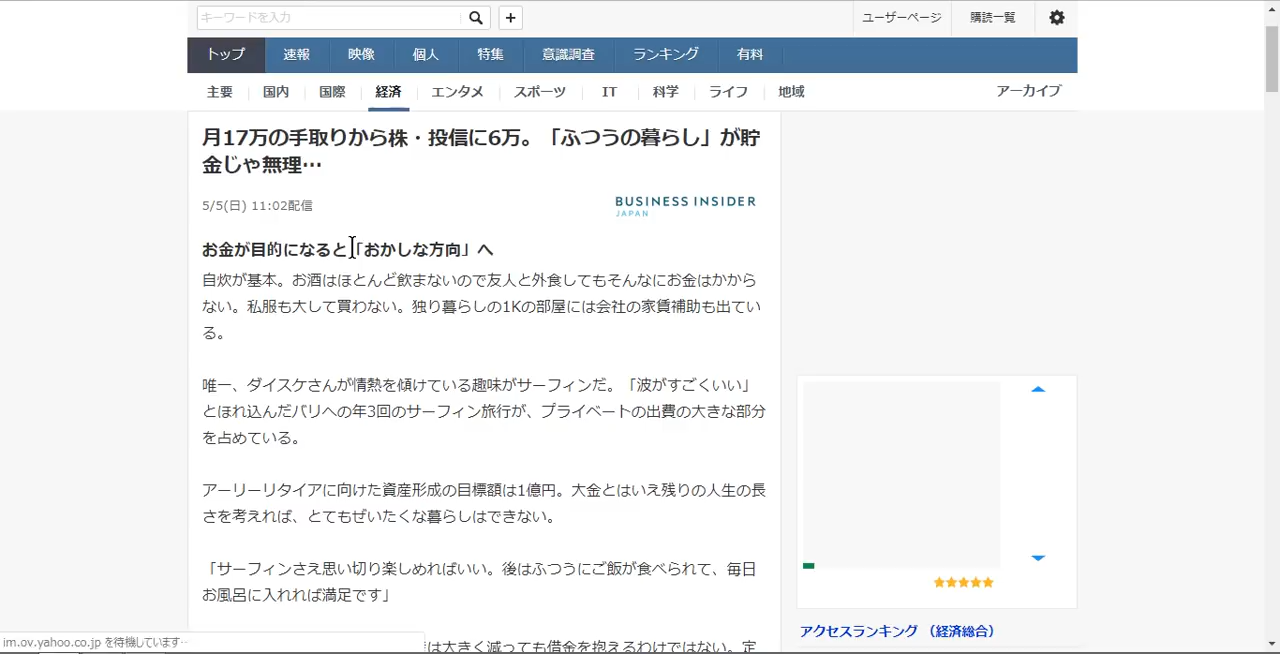 キーワードを入力
ユーザーページ
購読一覧
トップ 速報 映像 個人 特集 意識調査 ランキング 有料
主要 国内 国際 経済 エンタメ スポーツ IT 科学 ライフ 地域 アーカイブ
月17万の手取りから株・投信に6万。「ふつうの暮らし」が貯
金じゃ無理…
5/5(日) 11:02配信
BUSINESS INSIDER
JAPAN
お金が目的になると「おかしな方向」へ
自炊が基本。お酒はほとんど飲まないので友人と外食してもそんなにお金はかから
ない。私服も大して買わない。独り暮らしの1Kの部屋には会社の家賃補助も出てい
る。
唯一、ダイスケさんが情熱を傾けている趣味がサーフィンだ。「波がすごくいい」
とほれ込んだバリへの年3回のサーフィン旅行が、プライベートの出費の大きな部分
を占めている。
アーリーリタイアに向けた資産形成の目標額は1億円。大金とはいえ残りの人生の長
さを考えれば、とてもぜいたくな暮らしはできない。
「サーフィンさえ思い切り楽しめればいい。後はふつうにご飯が食べられて、毎日
お風呂に入れれば満足です」
は大きく減っても借金を抱えるわけではない。定
アクセスランキング （経済総合）
im.ov.yahoo.co.jp を待機しています…